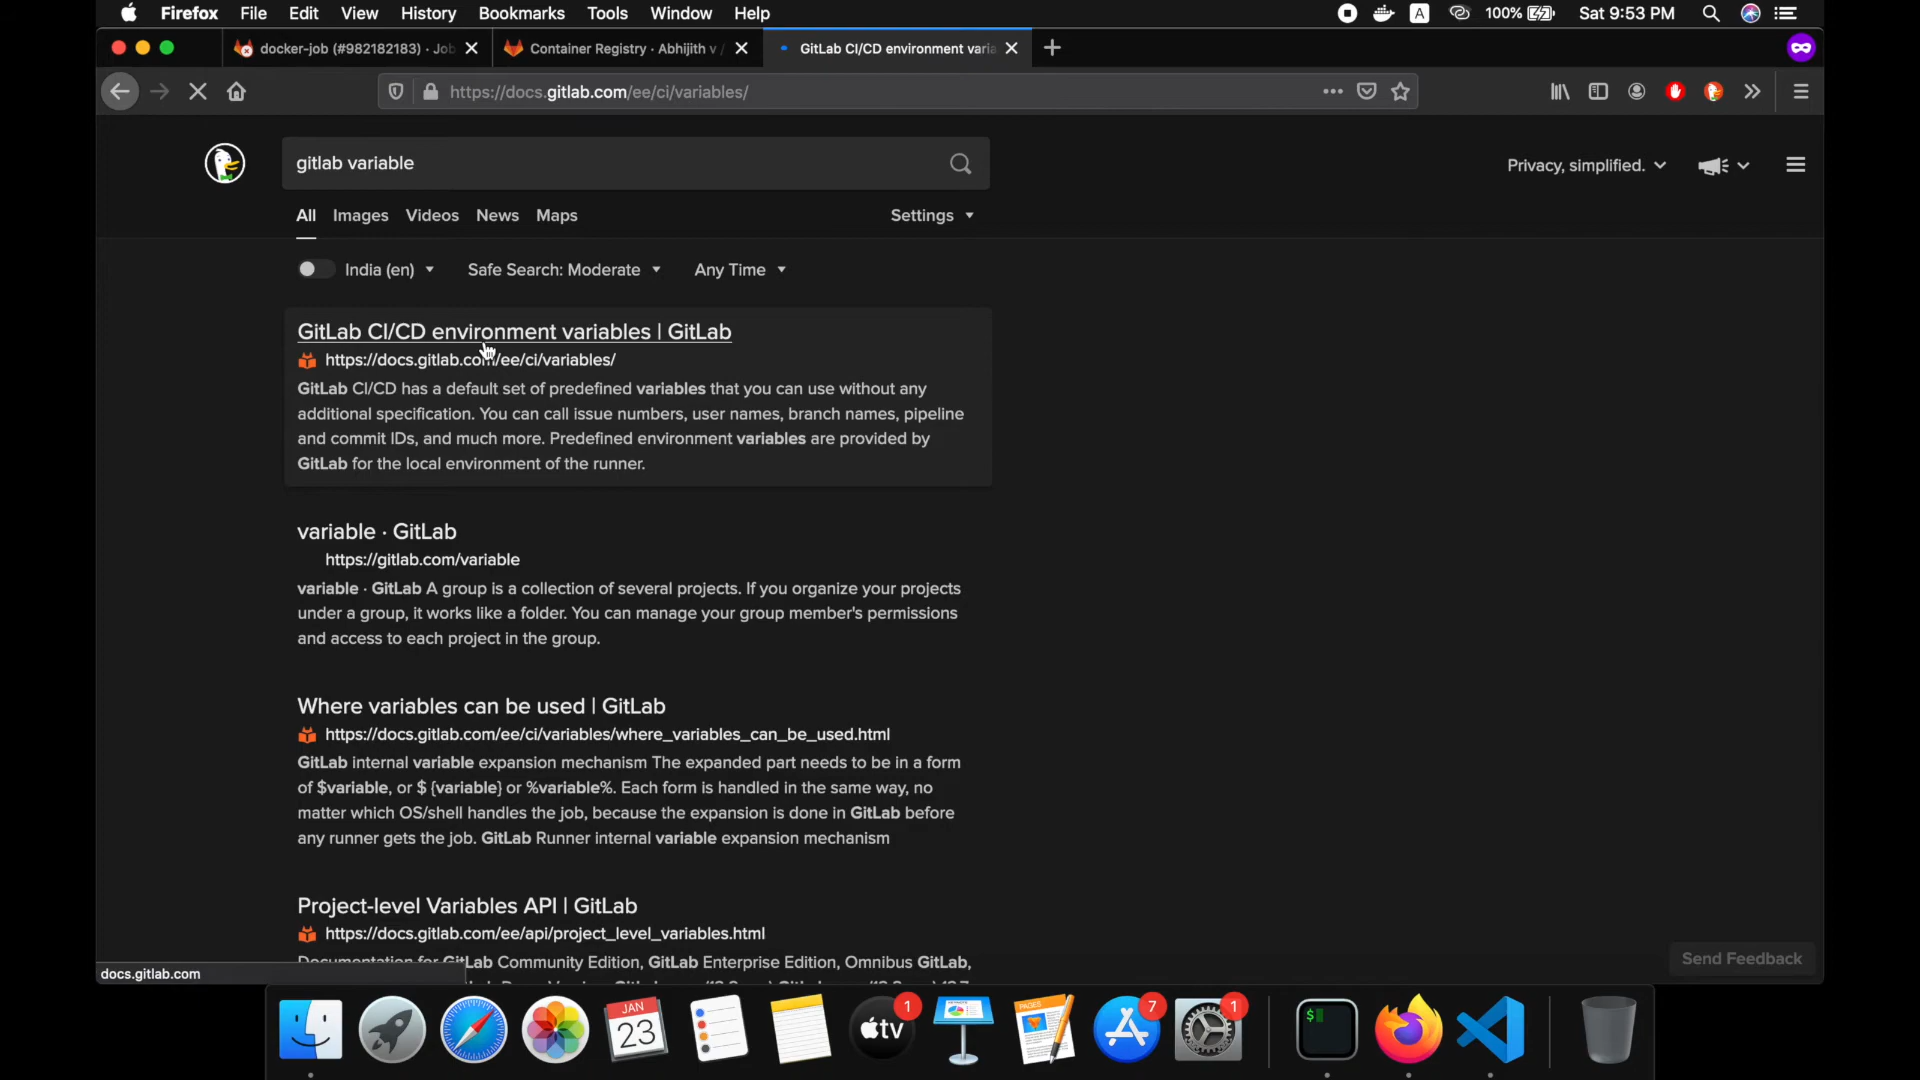 Firefox File Edit View History Bookmarks Tools Window Help A 100% Sat 9:53 PM
docker-job (#982182183) · Job
Container Registry · Abhijith v /
GitLab CI/CD environment varia
https://docs.gitlab.com/ee/ci/variables/
gitlab variable
Privacy, simplified.
All Images Videos News Maps Settings
India (en) Safe Search: Moderate Any Time
GitLab CI/CD environment variables | GitLab
https://docs.gitlab.com/ee/ci/variables/
GitLab CI/CD has a default set of predefined variables that you can use without any
additional specification. You can call issue numbers, user names, branch names, pipeline
and commit IDs, and much more. Predefined environment variables are provided by
GitLab for the local environment of the runner.
variable · GitLab
https://gitlab.com/variable
variable · GitLab A group is a collection of several projects. If you organize your projects
under a group, it works like a folder. You can manage your group member's permissions
and access to each project in the group.
Where variables can be used | GitLab
https://docs.gitlab.com/ee/ci/variables/where_variables_can_be_used.html
GitLab internal variable expansion mechanism The expanded part needs to be in a form
of $variable, or $ {variable} or %variable%. Each form is handled in the same way, no
matter which OS/shell handles the job, because the expansion is done in GitLab before
any runner gets the job. GitLab Runner internal variable expansion mechanism
Project-level Variables API | GitLab
https://docs.gitlab.com/ee/api/project_level_variables.html
Documentation for GitLab Community Edition, GitLab Enterprise Edition, Omnibus GitLab,
Send Feedback
docs.gitlab.com
JAN
23
tv
1
PAGES
7
1
$